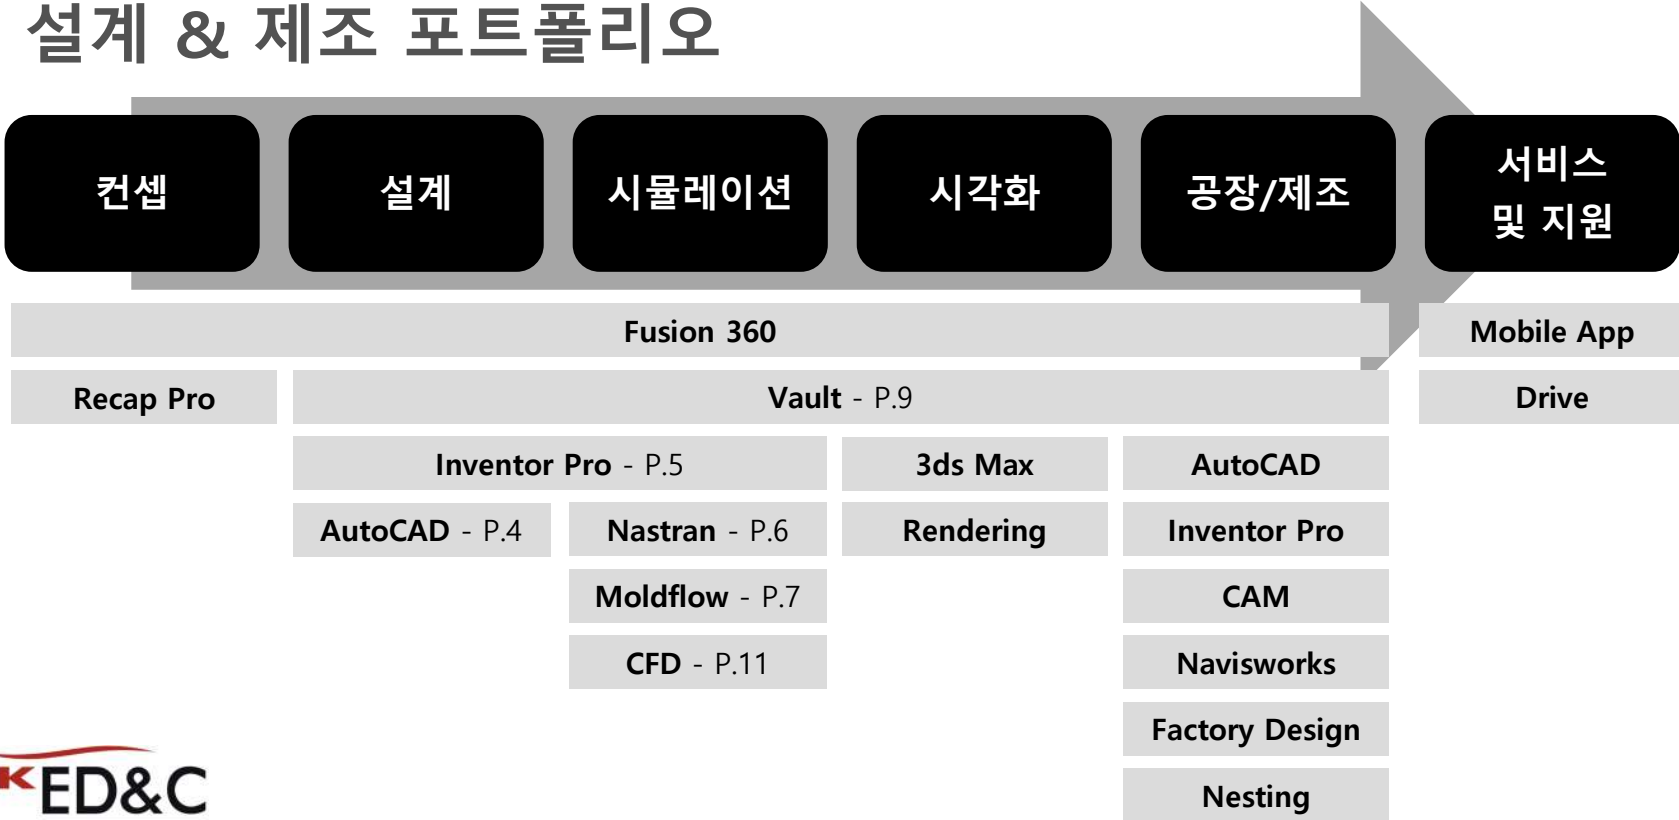 설계 & 제조 포트폴리오
컨셉
설계
시뮬레이션
시각화
공장/제조
서비스
및 지원
Fusion 360
Mobile App
Recap Pro
Vault - P.9
Drive
Inventor Pro - P.5
3ds Max
AutoCAD
AutoCAD - P.4
Nastran - P.6
Rendering
Inventor Pro
Moldflow - P.7
CAM
CFD - P.11
Navisworks
Factory Design
Nesting
KED&C